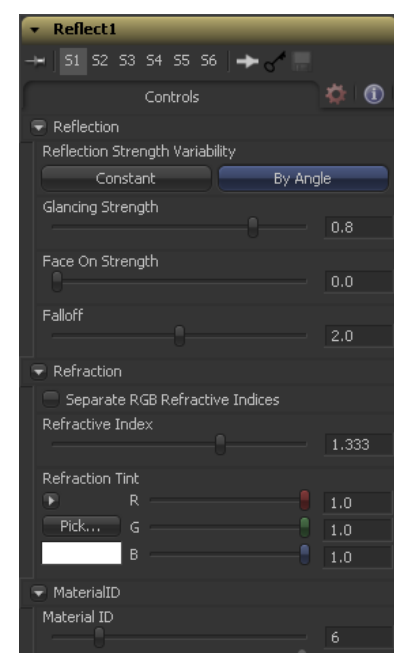 Reflect1
S1 S2 S3 S4 S5 S6
Controls
Reflection
Reflection Strength Variability
Constant By Angle
Glancing Strength
0.8
Face On Strength
0.0
Falloff
2.0
Refraction
Separate RGB Refractive Indices
Refractive Index
1.333
Refraction Tint
R 1.0
Pick... G 1.0
B 1.0
MaterialID
Material ID
6